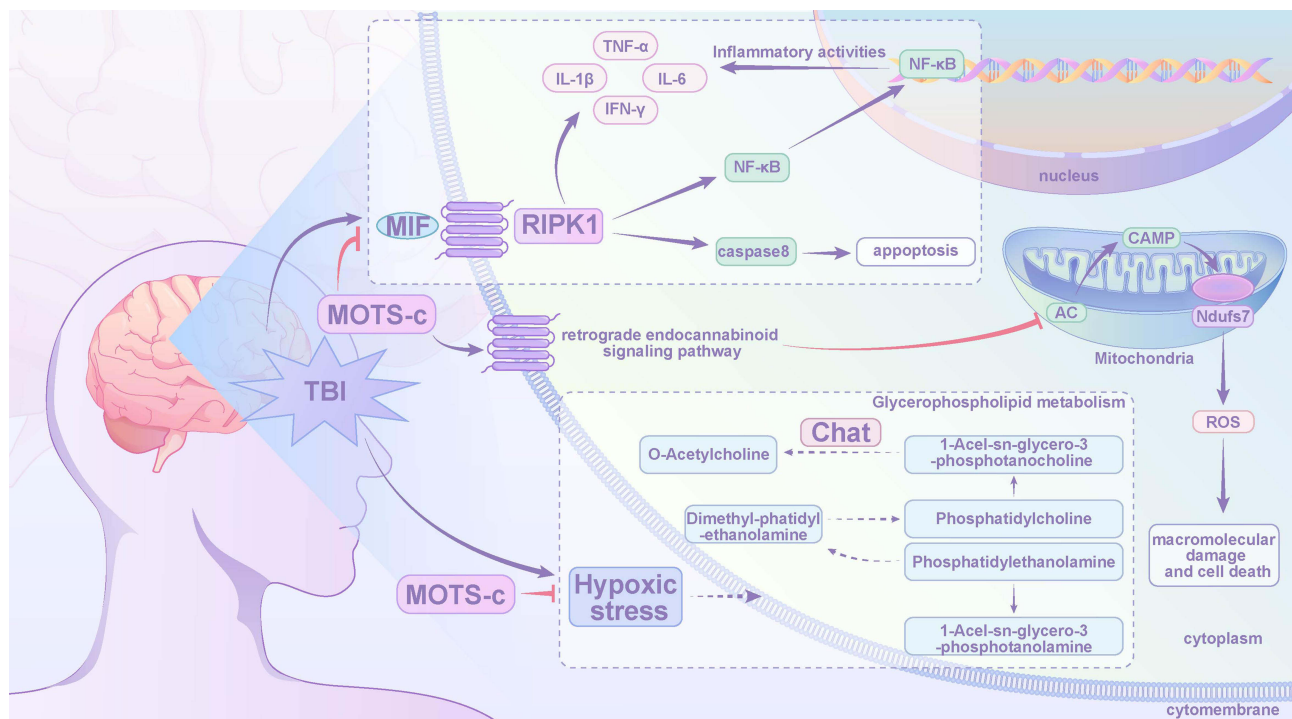 TNF-α
IL-1β
IL-6
IFN-γ
Inflammatory activities
NF-κB
nucleus
NF-κB
MIF
RIPK1
caspase8
appoptosis
CAMP
AC
Ndufs7
Mitochondria
MOTS-c
retrograde endocannabinoid
signaling pathway
TBI
Glycerophospholipid metabolism
Chat
O-Acetylcholine
1-Acel-sn-glycero-3
-phosphotanocholine
ROS
Dimethyl-phatidyl
-ethanolamine
Phosphatidylcholine
Phosphatidylethanolamine
macromolecular
damage
and cell death
MOTS-c
Hypoxic
stress
1-Acel-sn-glycero-3
-phosphotanolamine
cytoplasm
cytomembrane